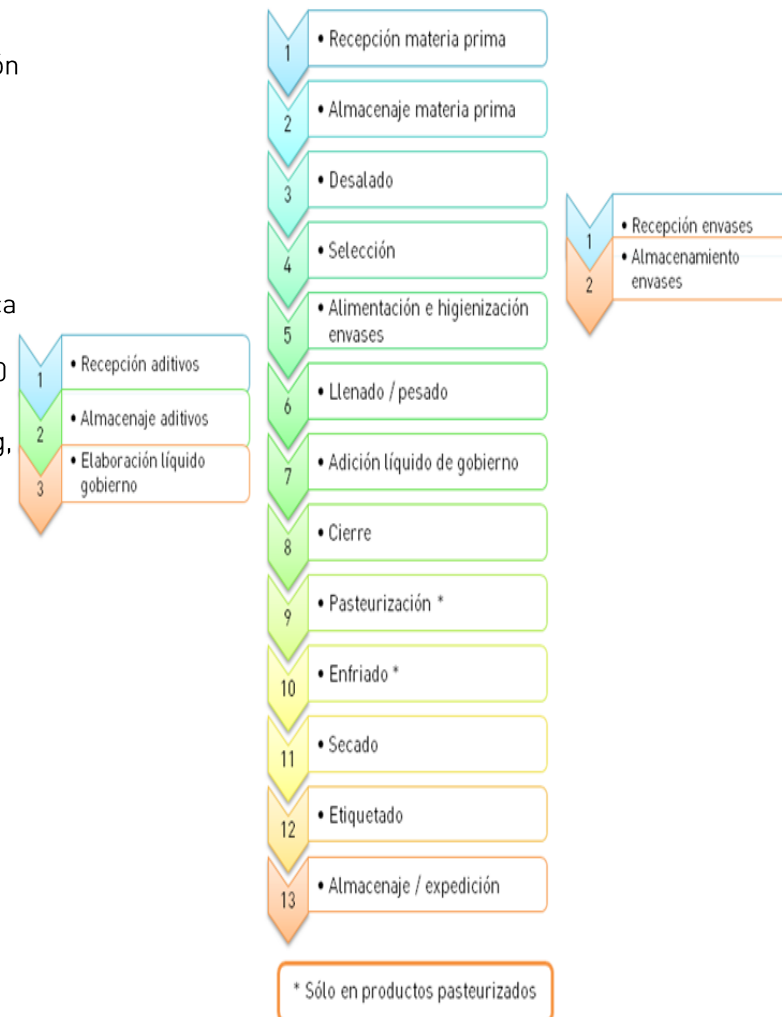 ón
ca
0
g,
1
• Recepción aditivos
2
• Almacenaje aditivos
3
• Elaboración líquido
gobierno
1
• Recepción materia prima
2
• Almacenaje materia prima
3
• Desalado
4
• Selección
5
• Alimentación e higienización
envases
6
• Llenado / pesado
7
• Adición líquido de gobierno
8
• Cierre
9
• Pasteurización *
10
• Enfriado *
11
• Secado
12
• Etiquetado
13
• Almacenaje / expedición
* Sólo en productos pasteurizados
1
• Recepción envases
2
• Almacenamiento
envases